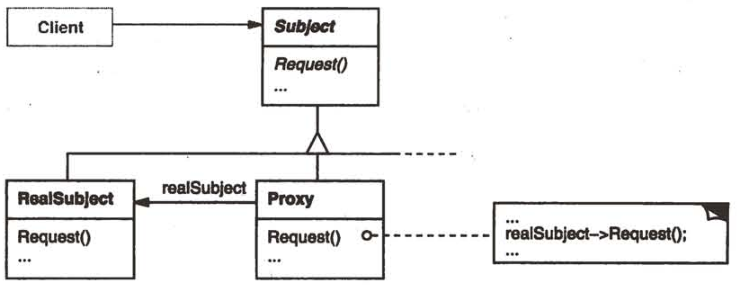 Client
Subject
Request()
...
RealSubject
Request()
...
realSubject
Proxy
Request()
...
...
realSubject->Request();
...